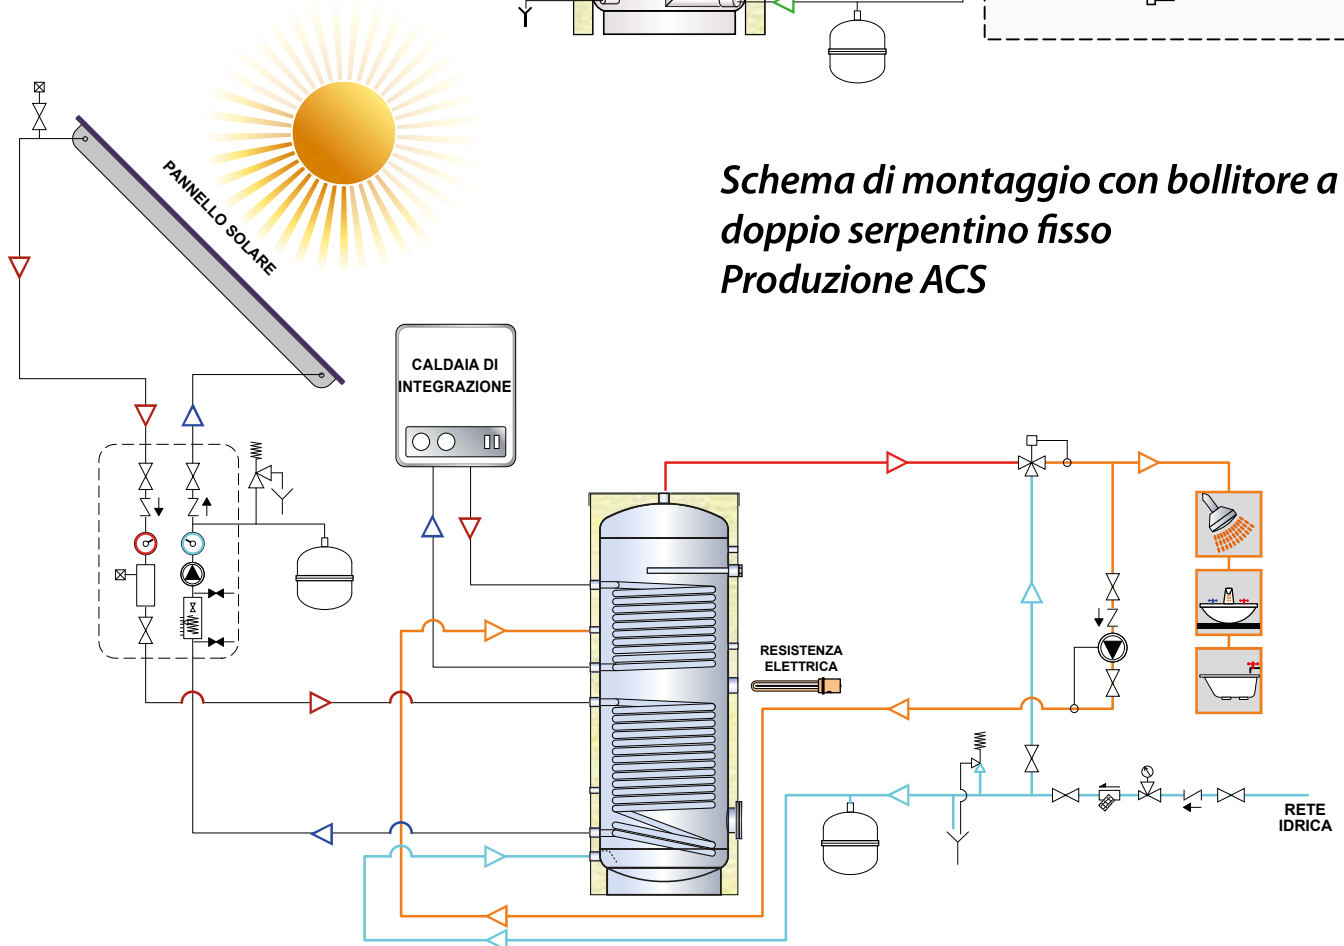 PANNELLO SOLARE
Schema di montaggio con bollitore a
doppio serpentino fisso
Produzione ACS
CALDAIA DI
INTEGRAZIONE
RESISTENZA
ELETTRICA
RETE
IDRICA